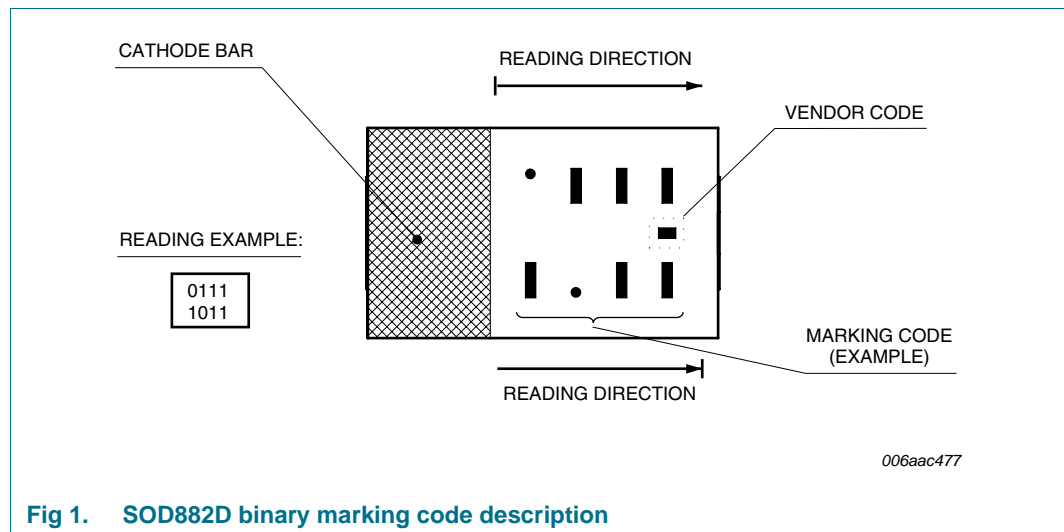 CATHODE BAR
READING DIRECTION
VENDOR CODE
READING EXAMPLE:
0111
1011
MARKING CODE
(EXAMPLE)
READING DIRECTION
006aac477
Fig 1. SOD882D binary marking code description